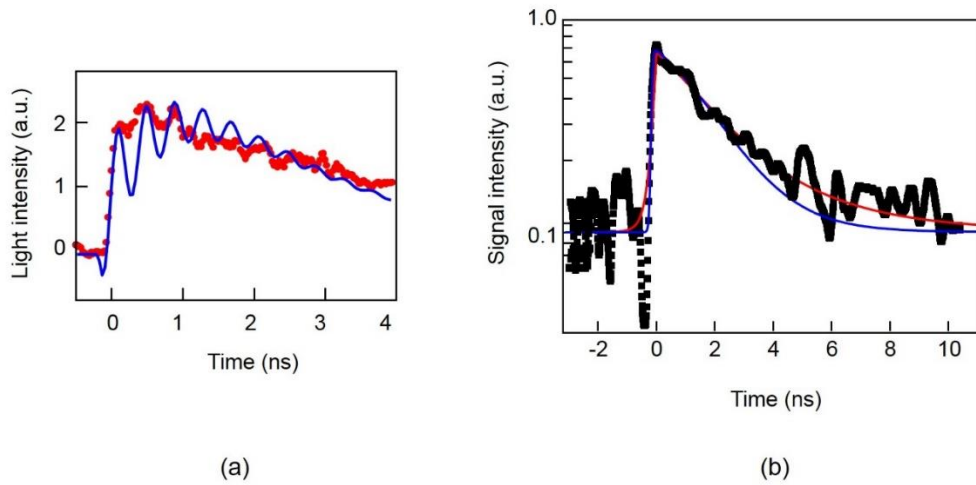 Light intensity (a.u.)
2
1
0
0 1 2 3 4
Time (ns)
(a)
Signal intensity (a.u.)
1.0
0.1
-2 0 2 4 6 8 10
Time (ns)
(b)